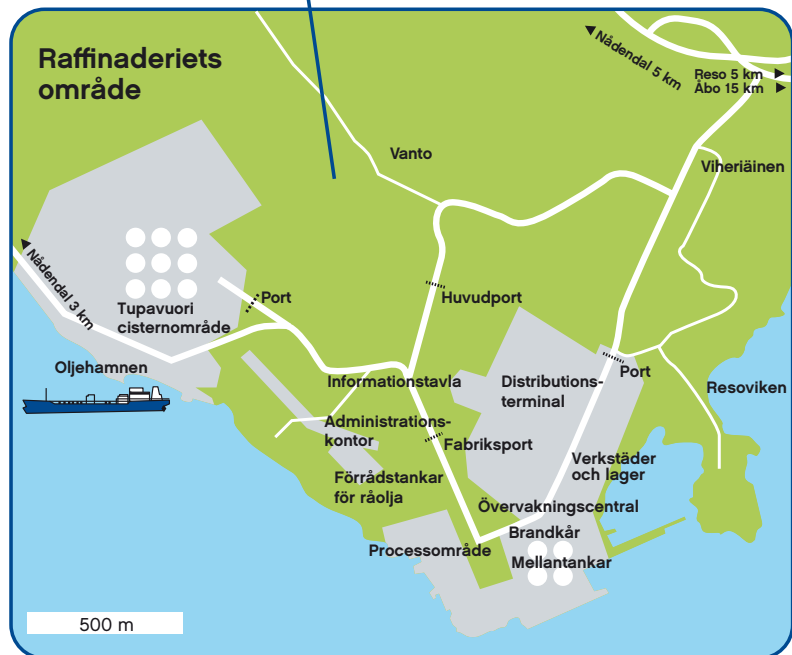 Raffinaderiets
område
Nådendal 5 km
Reso 5 km
Åbo 15 km
Vanto
Viheriäinen
Nådendal 3 km
Port
Huvudport
Tupavuori
cisternområde
Oljehamnen
Informationstavla
Distributions-
terminal
Port
Resoviken
Administrations-
kontor
Fabriksport
Verkstäder
och lager
Förrådstankar
för råolja
Övervakningscentral
Brandkår
Processområde
Mellantankar
500 m